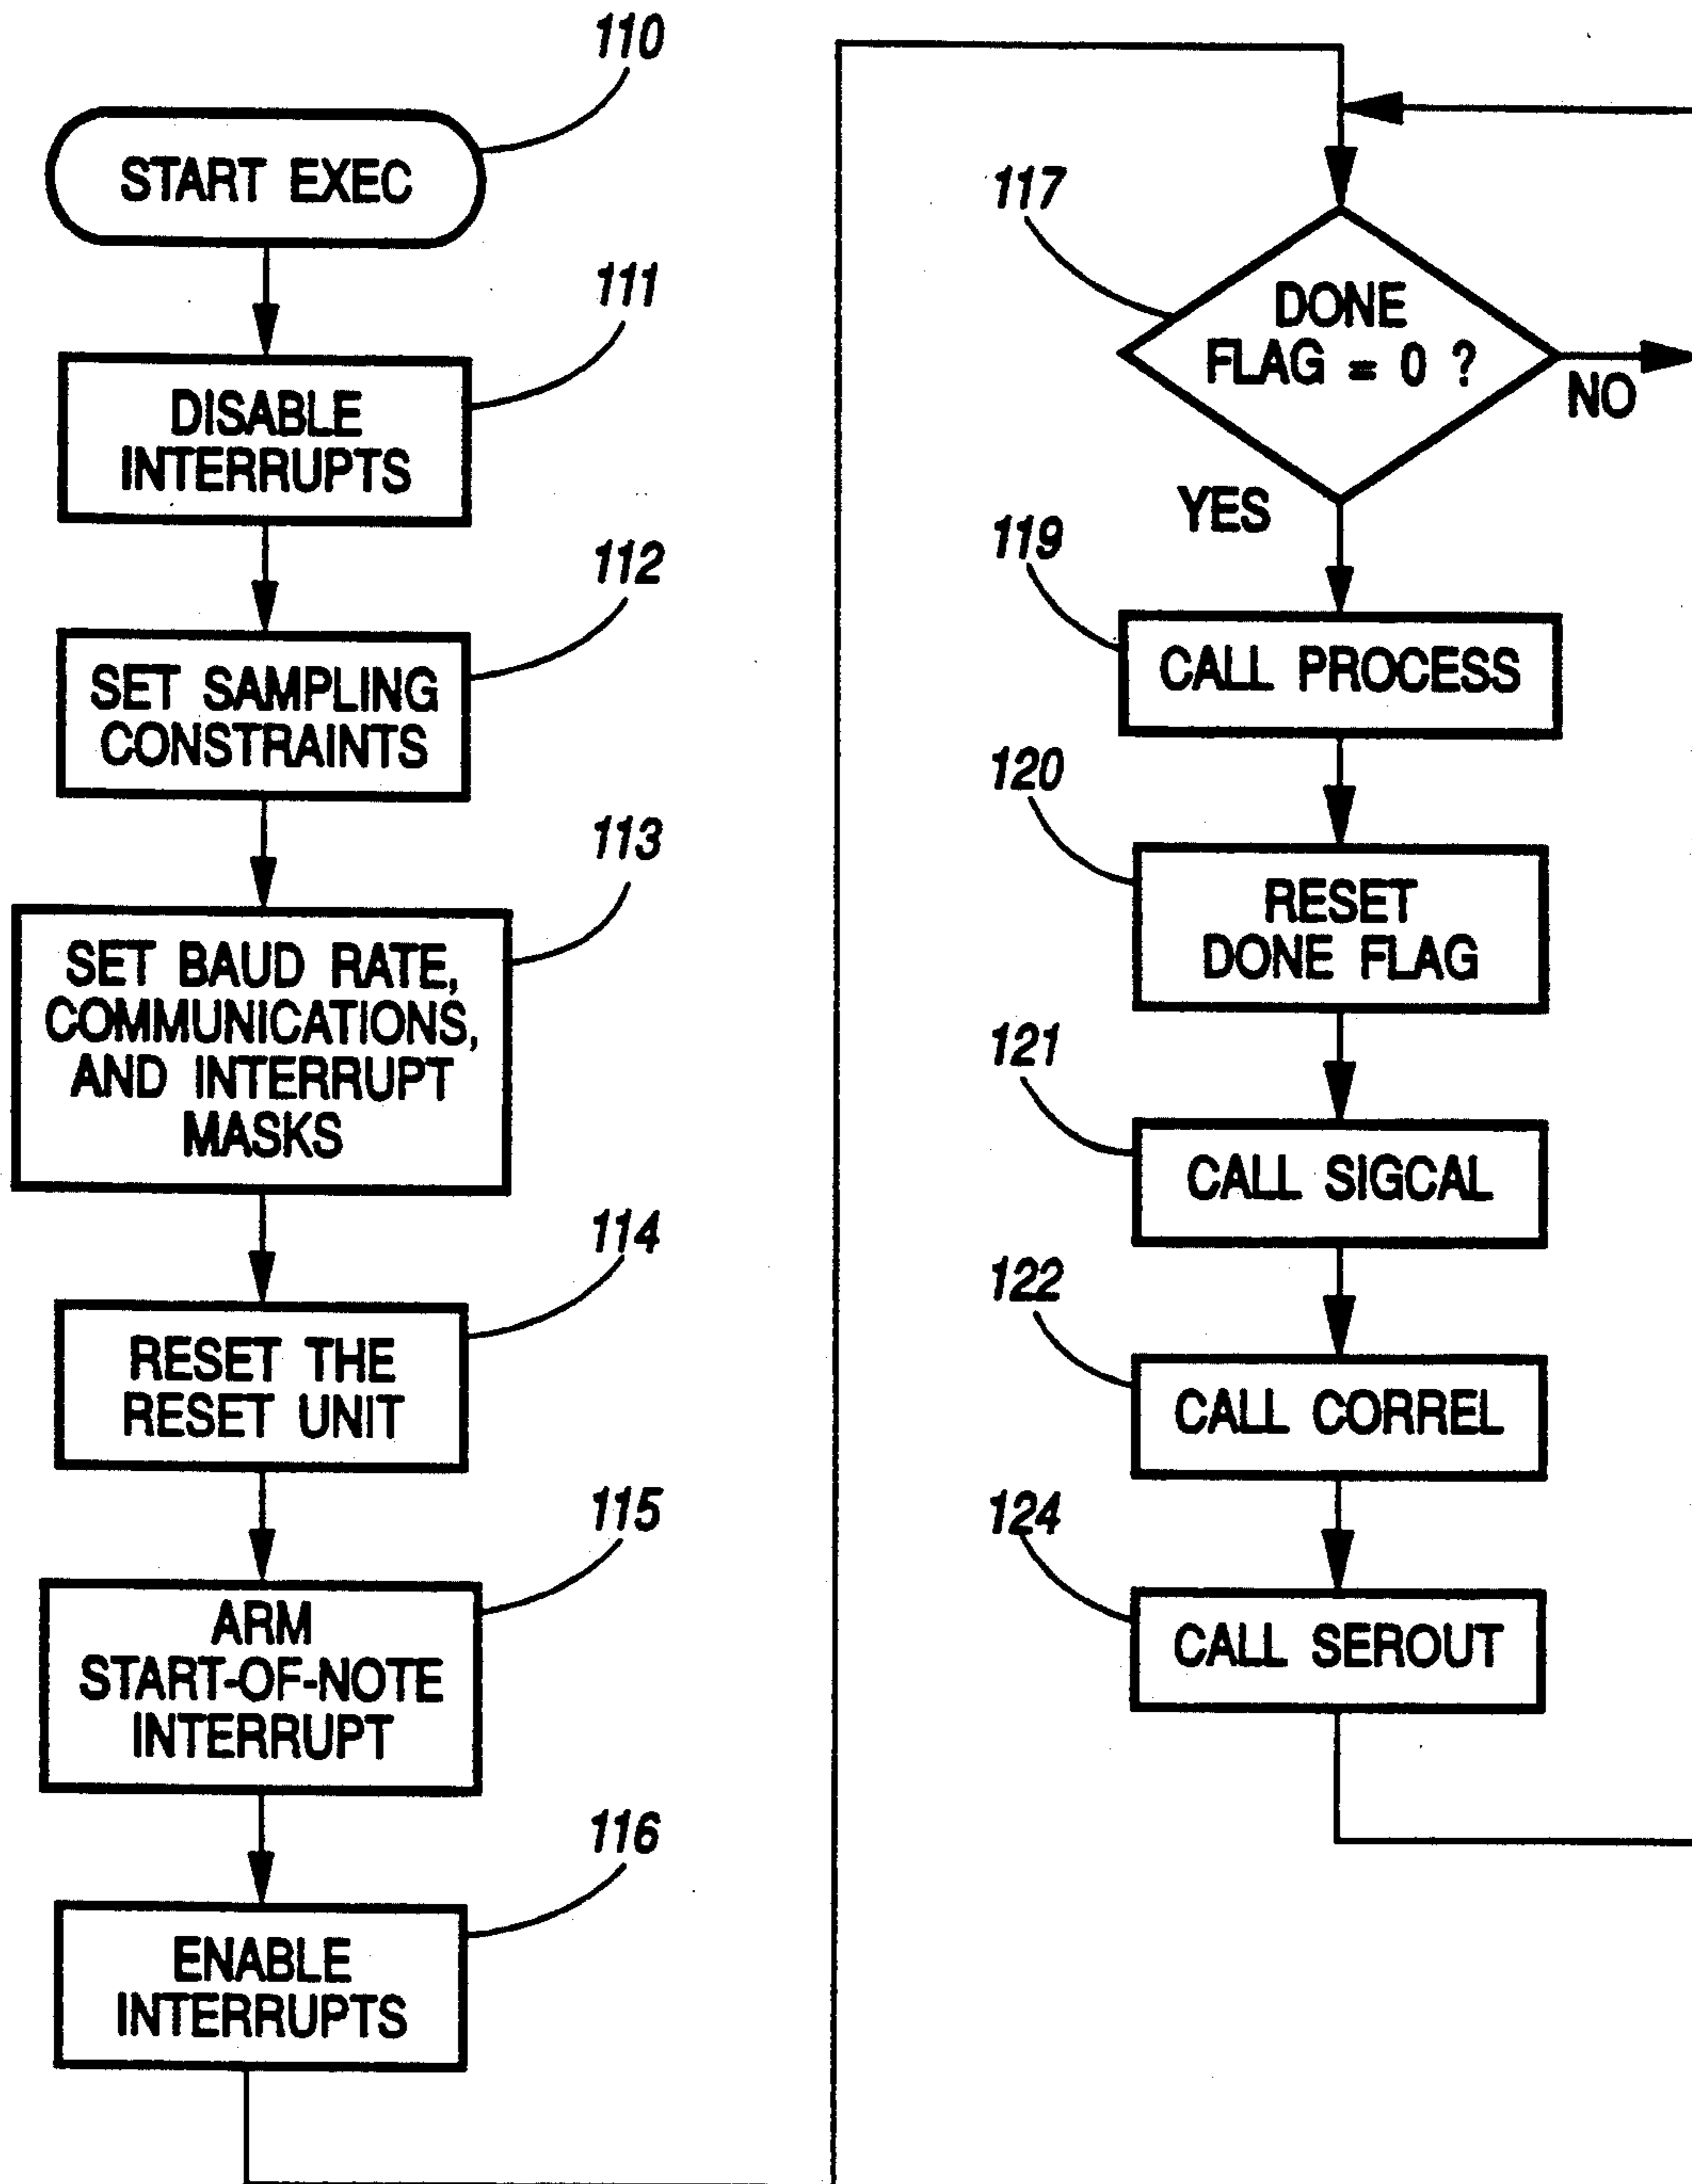 110
START EXEC
111
DISABLE
INTERRUPTS
112
SET SAMPLING
CONSTRAINTS
113
SET BAUD RATE,
COMMUNICATIONS,
AND INTERRUPT
MASKS
114
RESET THE
RESET UNIT
115
ARM
START-OF-NOTE
INTERRUPT
116
ENABLE
INTERRUPTS
117
DONE
FLAG = 0 ?
NO
YES
119
CALL PROCESS
120
RESET
DONE FLAG
121
CALL SIGCAL
122
CALL CORREL
124
CALL SEROUT